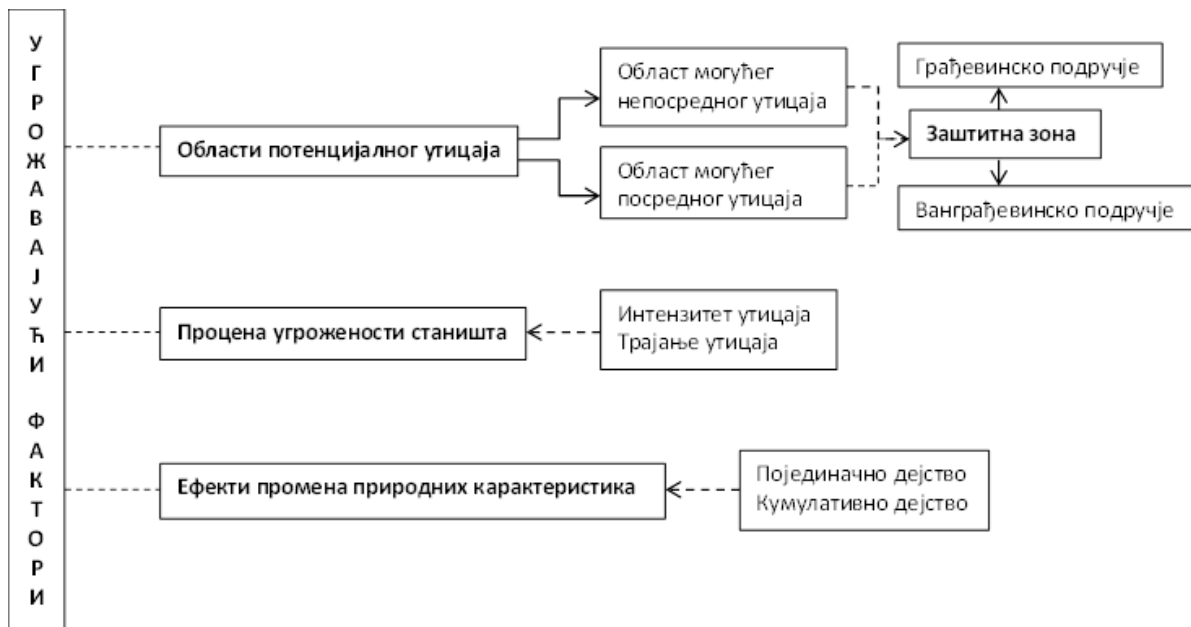 УГРОЖАВАЈУЋИ ФАКТОРИ
Области потенцијалног утицаја
Област могућег
непосредног утицаја
Област могућег
посредног утицаја
Грађевинско подручје
Заштитна зона
Ванграђевинско подручје
Процена угрожености станишта
Интензитет утицаја
Трајање утицаја
Ефекти промена природних карактеристика
Појединачно дејство
Кумулативно дејство